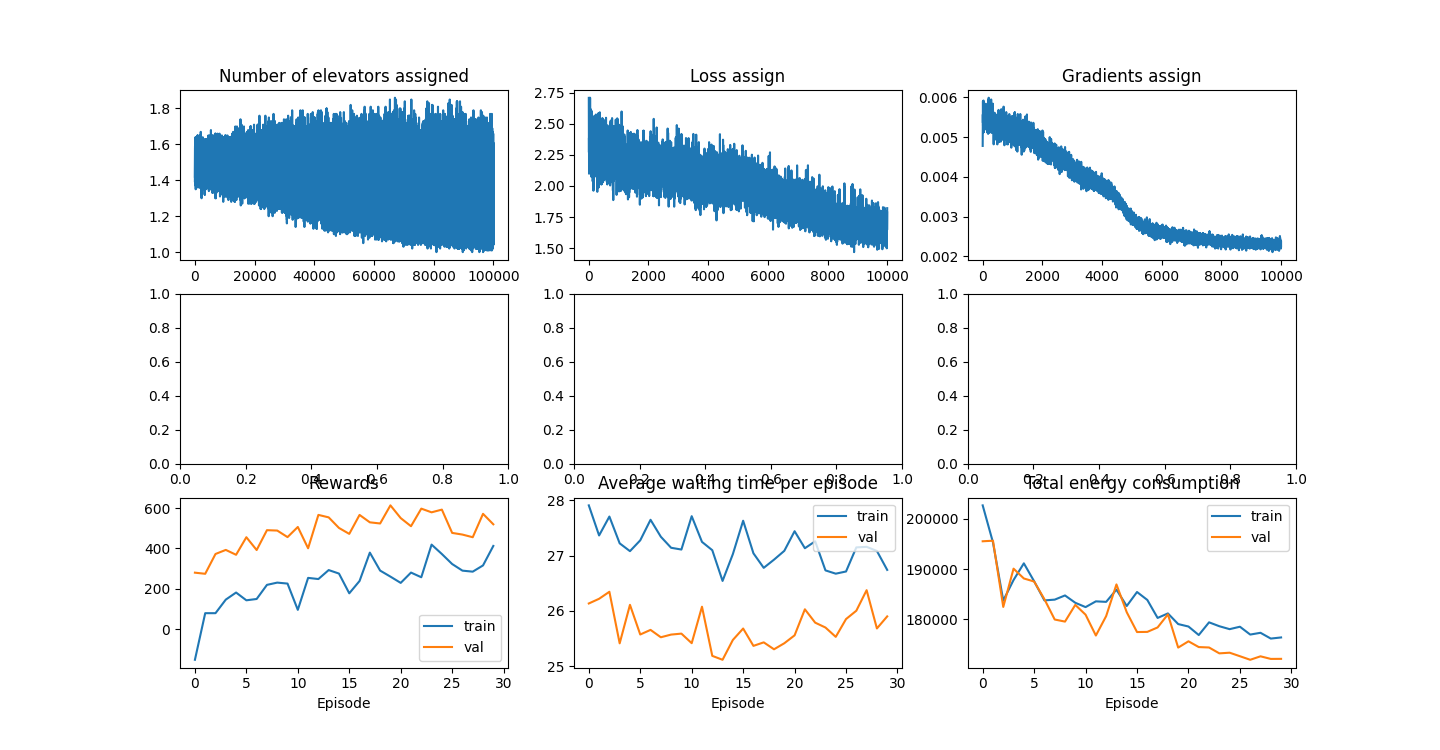 Number of elevators assigned
Loss assign
Gradients assign
1.8
1.6
1.4
1.2
1.0
0 20000 40000 60000 80000 100000
2.75
2.50
2.25
2.00
1.75
1.50
0 2000 4000 6000 8000 10000
0.006
0.005
0.004
0.003
0.002
0 2000 4000 6000 8000 10000
1.0
0.8
0.6
0.4
0.2
0.0
0.0 0.2 0.4 0.6 0.8 1.0
1.0
0.8
0.6
0.4
0.2
0.0
0.0 0.2 0.4 0.6 0.8 1.0
1.0
0.8
0.6
0.4
0.2
0.0
0.0 0.2 0.4 0.6 0.8 1.0
Rewards
600
400
200
0
train
val
0 5 10 15 20 25 30
Episode
Average waiting time per episode
28
27
26
25
train
val
0 5 10 15 20 25 30
Episode
Total energy consumption
200000
190000
180000
train
val
0 5 10 15 20 25 30
Episode